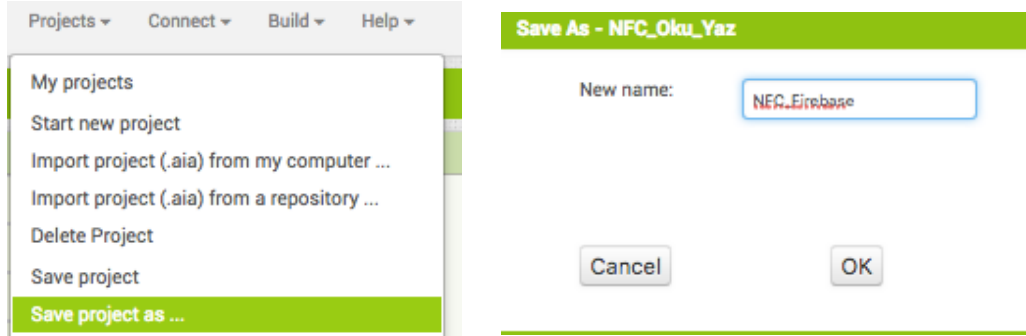 Projects Connect Build Help
My projects
Start new project
Import project (.aia) from my computer ...
Import project (.aia) from a repository ...
Delete Project
Save project
Save project as ...
Save As - NFC_Oku_Yaz
New name:
NFC_Firebase
Cancel OK